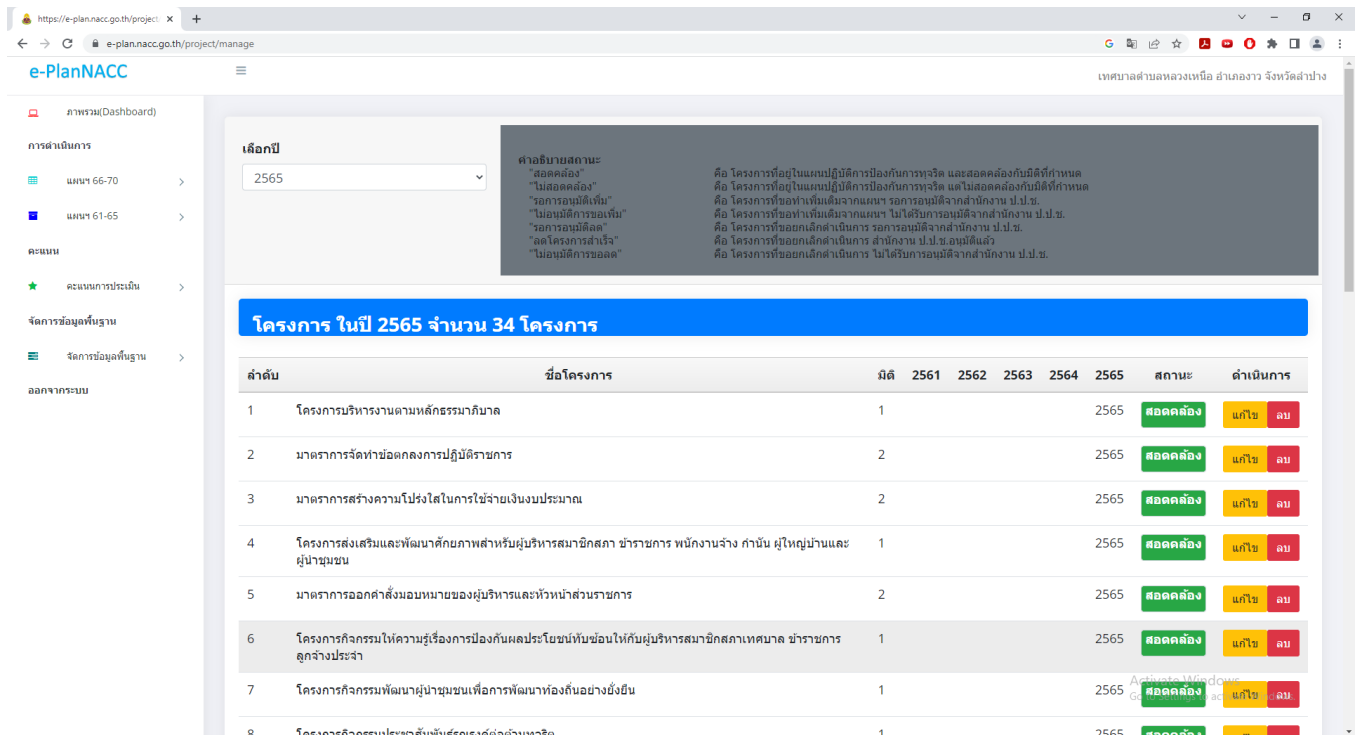 https://e-plan.nacc.go.th/project
e-plan.nacc.go.th/project/manage
e-PlanNACC
เทศบาลตำบลหลวงเหนือ อำเภองาว จังหวัดลำปาง
ภาพรวม(Dashboard)
การดำเนินการ
แผนฯ 66-70
แผนฯ 61-65
คะแนน
คะแนนการประเมิน
จัดการข้อมูลพื้นฐาน
จัดการข้อมูลพื้นฐาน
ออกจากระบบ
เลือกปี
2565
คำอธิบายสถานะ
"สอดคล้อง" คือ โครงการที่อยู่ในแผนปฏิบัติการป้องกันการทุจริต และสอดคล้องกับมิติที่กำหนด
"ไม่สอดคล้อง" คือ โครงการที่อยู่ในแผนปฏิบัติการป้องกันการทุจริต แต่ไม่สอดคล้องกับมิติที่กำหนด
"รอการอนุมัติเพิ่ม" คือ โครงการที่ขอทำเพิ่มเติมจากแผนฯ รอการอนุมัติจากสำนักงาน ป.ป.ช.
"ไม่อนุมัติการขอเพิ่ม" คือ โครงการที่ขอทำเพิ่มเติมจากแผนฯ ไม่ได้รับการอนุมัติจากสำนักงาน ป.ป.ช.
"รอการอนุมัติลด" คือ โครงการที่ขอยกเลิกดำเนินการ รอการอนุมัติจากสำนักงาน ป.ป.ช.
"ลดโครงการสำเร็จ" คือ โครงการที่ขอยกเลิกดำเนินการ สำนักงาน ป.ป.ช.อนุมัติแล้ว
"ไม่อนุมัติการขอลด" คือ โครงการที่ขอยกเลิกดำเนินการ ไม่ได้รับการอนุมัติจากสำนักงาน ป.ป.ช.
โครงการ ในปี 2565 จำนวน 34 โครงการ
ลำดับ ชื่อโครงการ มิติ 2561 2562 2563 2564 2565 สถานะ ดำเนินการ
1 โครงการบริหารงานตามหลักธรรมาภิบาล 1 2565 สอดคล้อง แก้ไข ลบ
2 มาตราการจัดทำข้อตกลงการปฏิบัติราชการ 2 2565 สอดคล้อง แก้ไข ลบ
3 มาตราการสร้างความโปร่งใสในการใช้จ่ายเงินงบประมาณ 2 2565 สอดคล้อง แก้ไข ลบ
4 โครงการส่งเสริมและพัฒนาศักยภาพสำหรับผู้บริหารสมาชิกสภา ข้าราชการ พนักงานจ้าง กำนัน ผู้ใหญ่บ้านและ 1 2565 สอดคล้อง แก้ไข ลบ
ผู้นำชุมชน
5 มาตราการออกคำสั่งมอบหมายของผู้บริหารและหัวหน้าส่วนราชการ 2 2565 สอดคล้อง แก้ไข ลบ
6 โครงการกิจกรรมให้ความรู้เรื่องการป้องกันผลประโยชน์ทับซ้อนให้กับผู้บริหารสมาชิกสภาเทศบาล ข้าราชการ 1 2565 สอดคล้อง แก้ไข ลบ
ลูกจ้างประจำ
7 โครงการกิจกรรมพัฒนาผู้นำชุมชนเพื่อการพัฒนาท้องถิ่นอย่างยั่งยืน 1 2565 สอดคล้อง แก้ไข ลบ
Activate Windows
Go to Settings to activate Windows.
8 โครงการกิจกรรมประชาสัมพันธ์รณรงค์ต่อต้านทุจริต 1 2565 สอดคล้อง